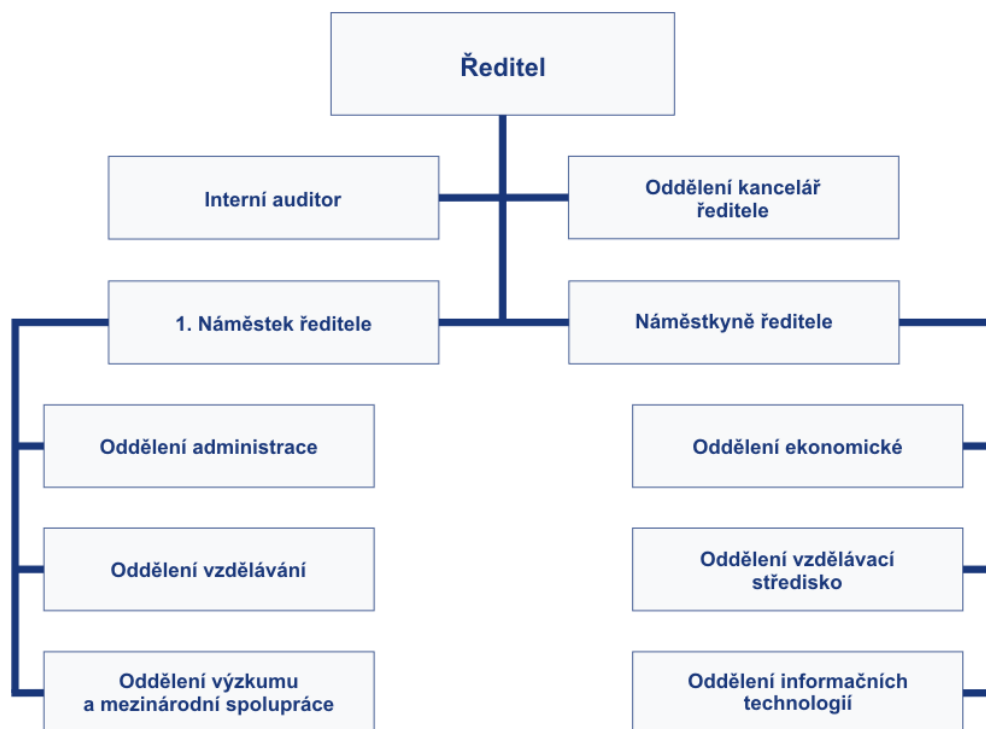 Ředitel
Interní auditor
Oddělení kancelář
ředitele
1. Náměstek ředitele
Náměstkyně ředitele
Oddělení administrace
Oddělení ekonomické
Oddělení vzdělávání
Oddělení vzdělávací
středisko
Oddělení výzkumu
a mezinárodní spolupráce
Oddělení informačních
technologií